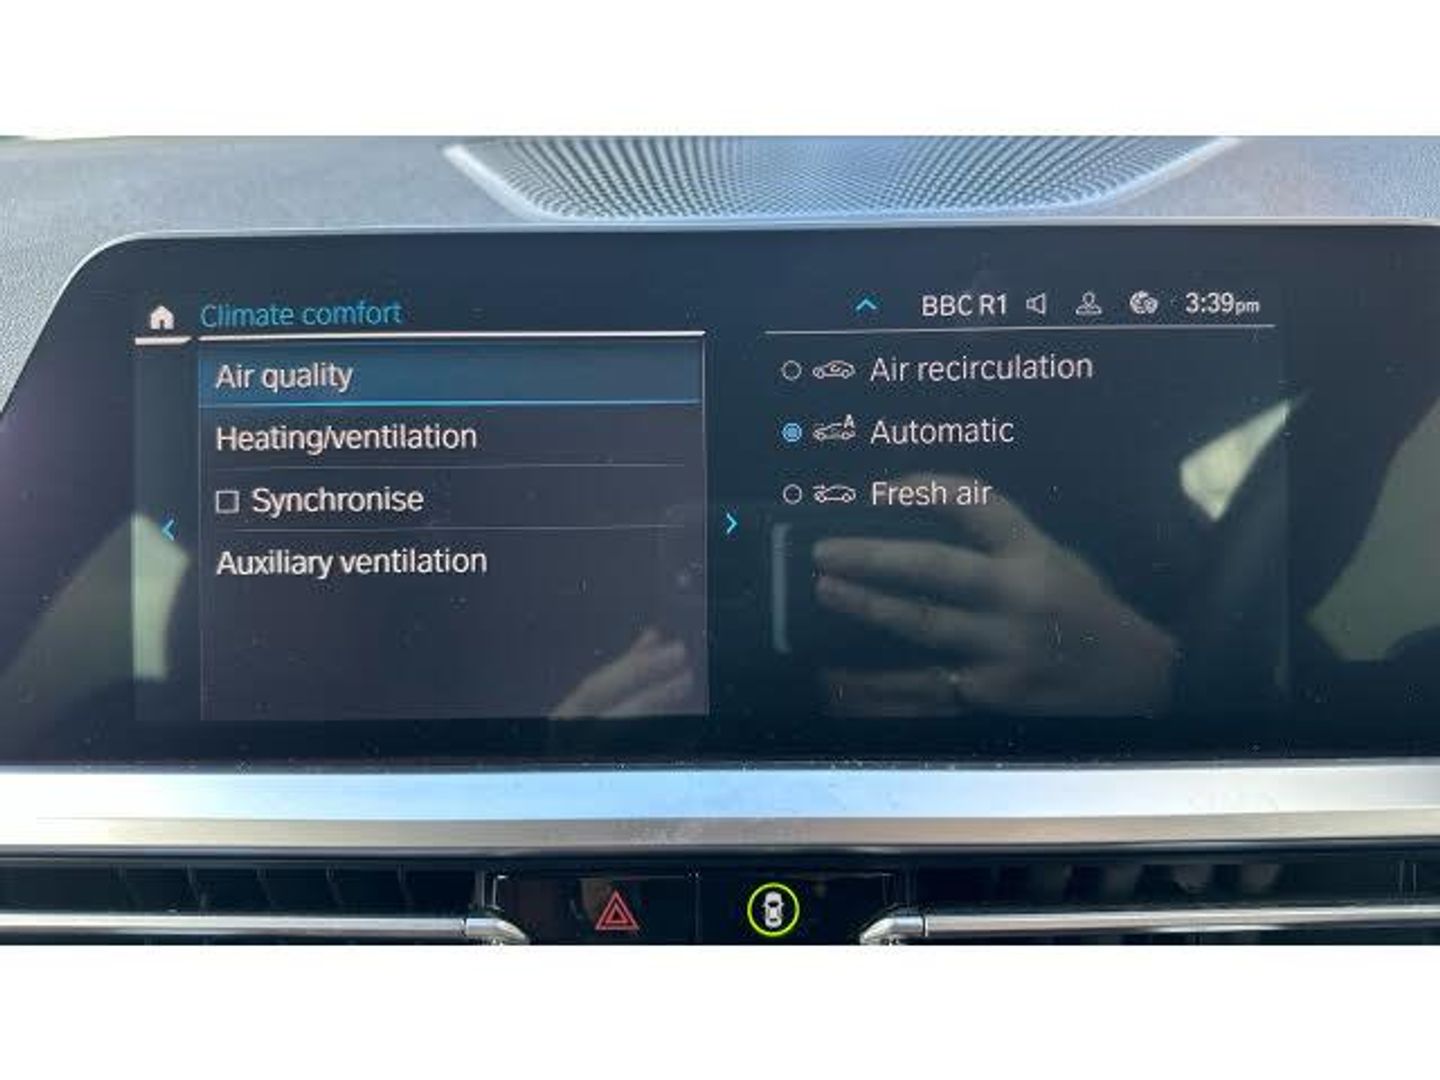 Climate comfort
BBC R1 3:39pm
Air quality
Heating/ventilation
Synchronise
Auxiliary ventilation
Air recirculation
A Automatic
Fresh air